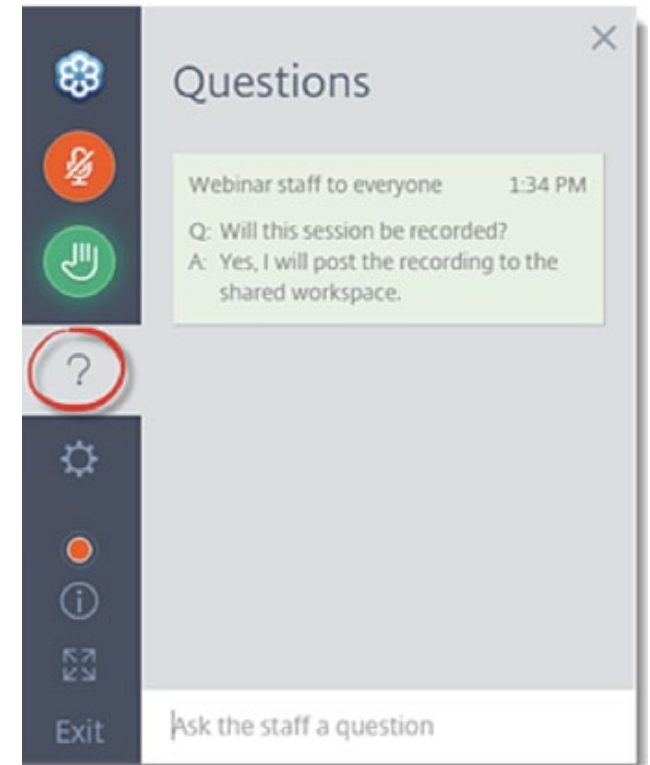 Questions
Webinar staff to everyone 1:34 PM
Q: Will this session be recorded?
A: Yes, I will post the recording to the
shared workspace.
?
Exit
Ask the staff a question